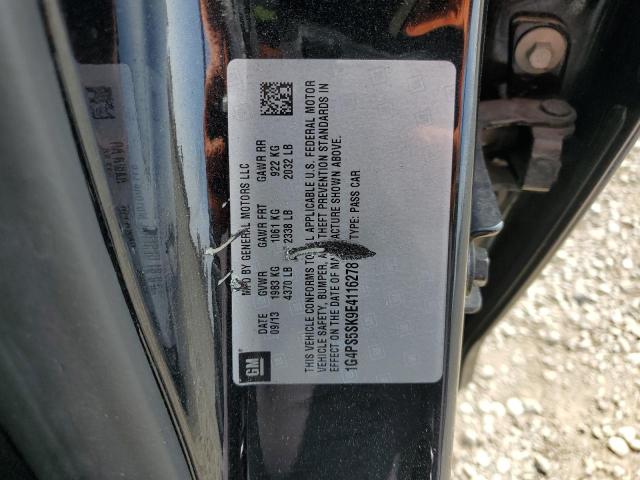 GM
MFD BY GENERAL MOTORS LLC
DATE GVWR GAWR FRT GAWR RR
09/13 1983 KG 1061 KG 922 KG
4370 LB 2338 LB 2032 LB
THIS VEHICLE CONFORMS TO ALL APPLICABLE U.S. FEDERAL MOTOR
VEHICLE SAFETY, BUMPER, AND THEFT PREVENTION STANDARDS IN
EFFECT ON THE DATE OF MANUFACTURE SHOWN ABOVE.
1G4PS5SK9E4116278 TYPE: PASS CAR